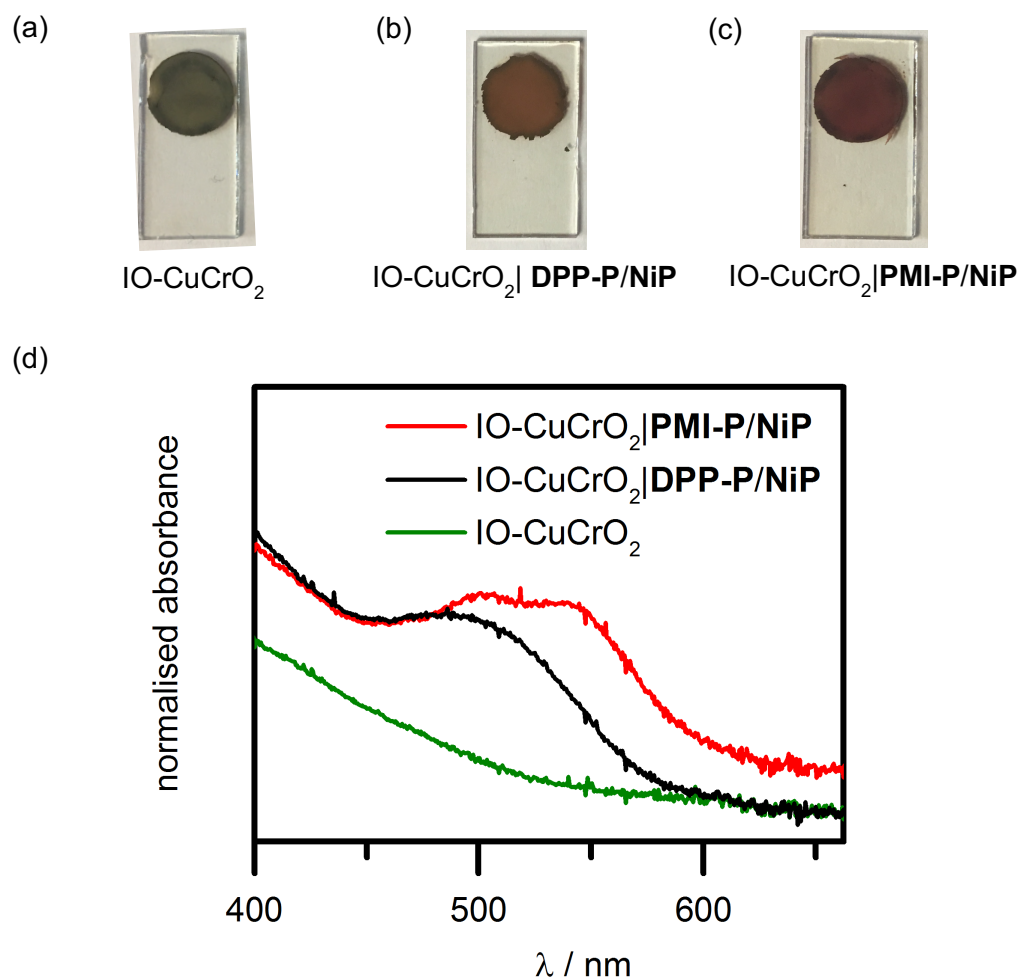 (a)
(b)
(c)
IO-CuCrO₂
IO-CuCrO₂| DPP-P/NiP
IO-CuCrO₂|PMI-P/NiP
(d)
IO-CuCrO₂|PMI-P/NiP
IO-CuCrO₂|DPP-P/NiP
IO-CuCrO₂
normalised absorbance
400
500
600
λ / nm